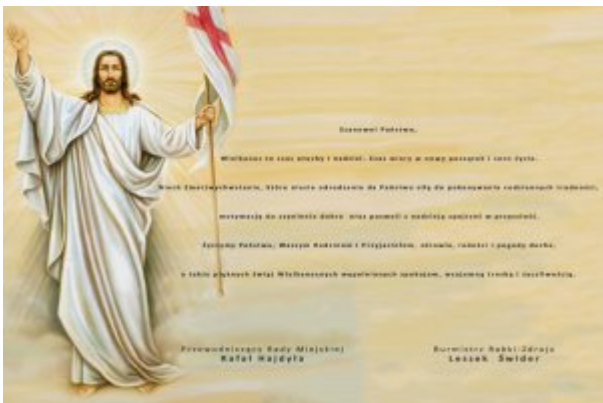 Szanowni Państwo,
Wielkanoc to czas otuchy i nadziei. Czas wiary w nowy początek i sens życia.
Niech Zmartwychwstanie, które niesie odrodzenie da Państwu siłę do pokonywania codziennych trudności,
motywację do czynienia dobra oraz pozwoli z nadzieją spojrzeć w przyszłość.
Życzymy Państwu, Waszym Rodzinom i Przyjaciołom, zdrowia, radości i pogody ducha,
a także pięknych Świąt Wielkanocnych wypełnionych spokojem, wzajemną troską i życzliwością.
Przewodniczący Rady Miejskiej
Rafał Hajdyła
Burmistrz Rabki-Zdroju
Leszek Świder